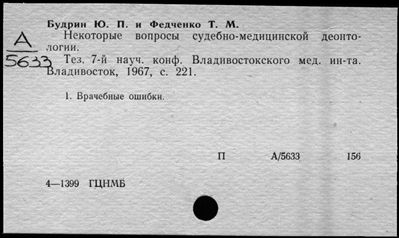 Будрин Ю. П. и Федченко Т. М.
А
5633
Некоторые вопросы судебно-медицинской деонто-
логии.
Тез. 7-й науч. конф. Владивостокского мед. ин-та.
Владивосток, 1967, с. 221.
1. Врачебные ошибки.
П А/5633 156
4—1399 ГЦНМБ